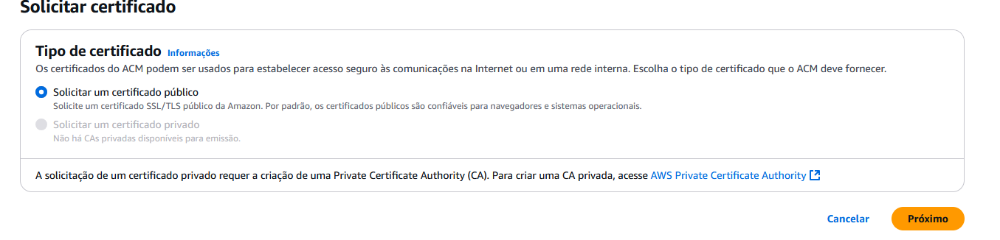 Solicitar certificado
Tipo de certificado Informações
Os certificados do ACM podem ser usados para estabelecer acesso seguro às comunicações na Internet ou em uma rede interna. Escolha o tipo de certificado que o ACM deve fornecer.
Solicitar um certificado público
Solicite um certificado SSL/TLS público da Amazon. Por padrão, os certificados públicos são confiáveis para navegadores e sistemas operacionais.
Solicitar um certificado privado
Não há CAs privadas disponíveis para emissão.
A solicitação de um certificado privado requer a criação de uma Private Certificate Authority (CA). Para criar uma CA privada, acesse AWS Private Certificate Authority
Cancelar Próximo